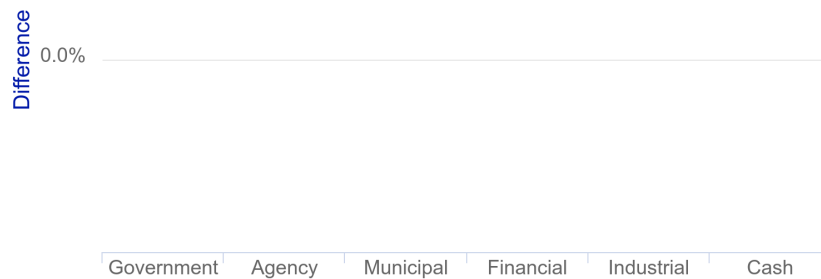 Difference
0.0%
Government Agency Municipal Financial Industrial Cash